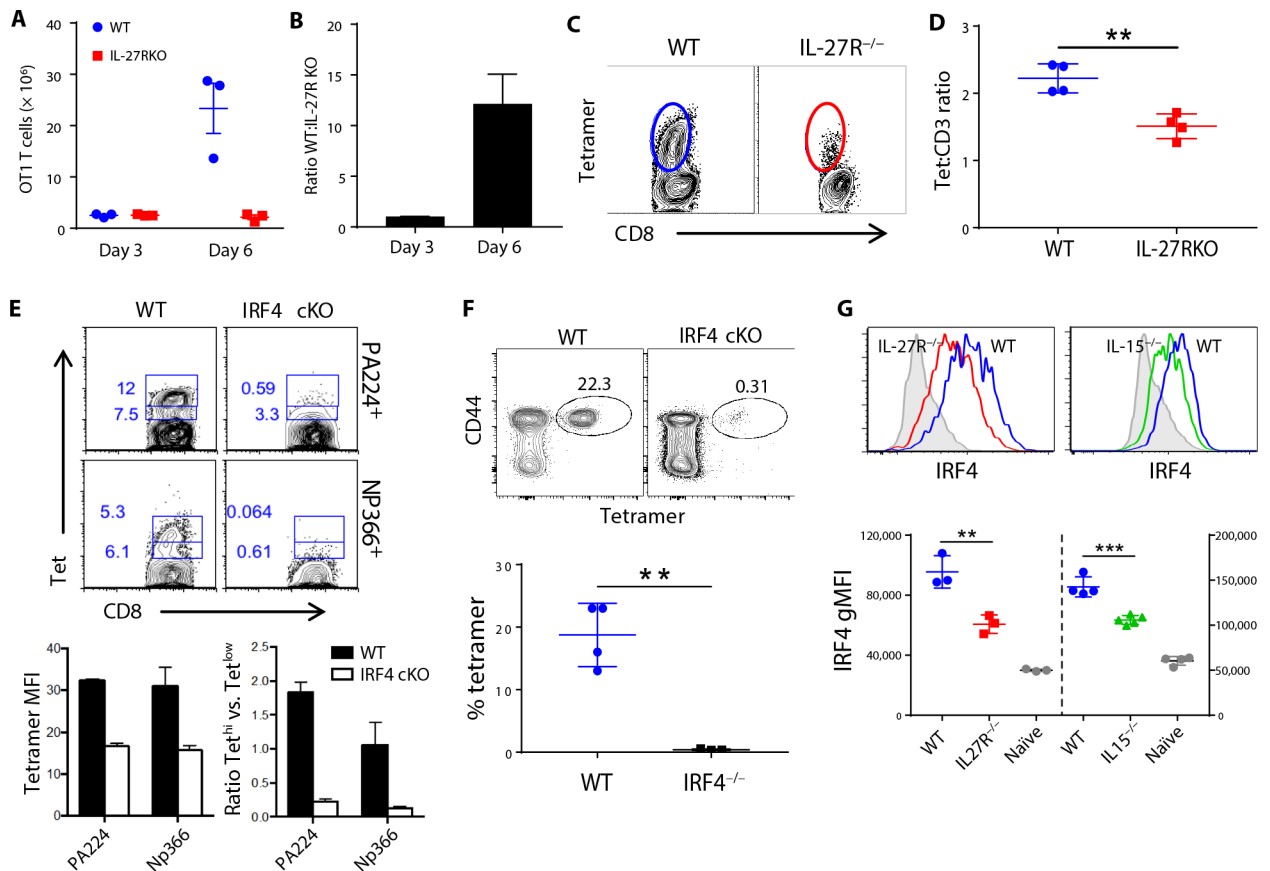 A
WT
IL-27RKO
OT1 T cells (× 10⁶)
40
30
20
10
0
Day 3
Day 6
B
Ratio WT:IL-27R KO
20
15
10
5
0
Day 3
Day 6
C
WT
IL-27R⁻/⁻
Tetramer
CD8
D
**
Tet:CD3 ratio
3
2
1
0
WT
IL-27RKO
E
WT
IRF4 cKO
12
7.5
0.59
3.3
PA224⁺
5.3
6.1
0.064
0.61
NP366⁺
Tet
CD8
Tetramer MFI
40
30
20
10
0
PA224
Np366
Ratio Tetʰⁱ vs. Tetˡᵒʷ
2.5
2.0
1.5
1.0
0.5
0.0
WT
IRF4 cKO
PA224
Np366
F
WT
IRF4 cKO
22.3
0.31
CD44
Tetramer
**
% tetramer
30
20
10
0
WT
IRF4⁻/⁻
G
IL-27R⁻/⁻
WT
IRF4
IL-15⁻/⁻
WT
IRF4
IRF4 gMFI
120,000
80,000
40,000
0
**
***
200,000
150,000
100,000
50,000
0
WT
IL27R⁻/⁻
Naïve
WT
IL15⁻/⁻
Naïve